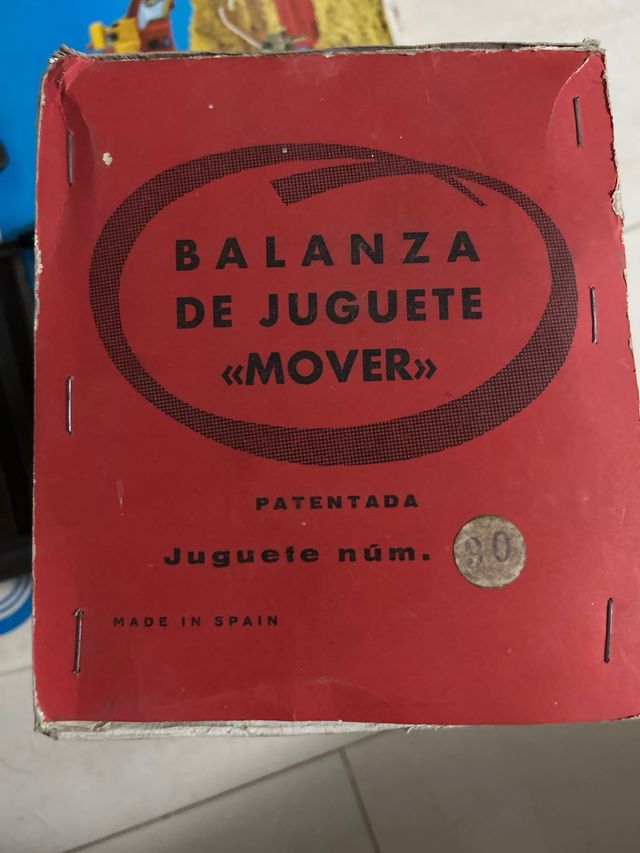 BALANZA
DE JUGUETE
«MOVER»
PATENTADA
Juguete núm. 90
MADE IN SPAIN